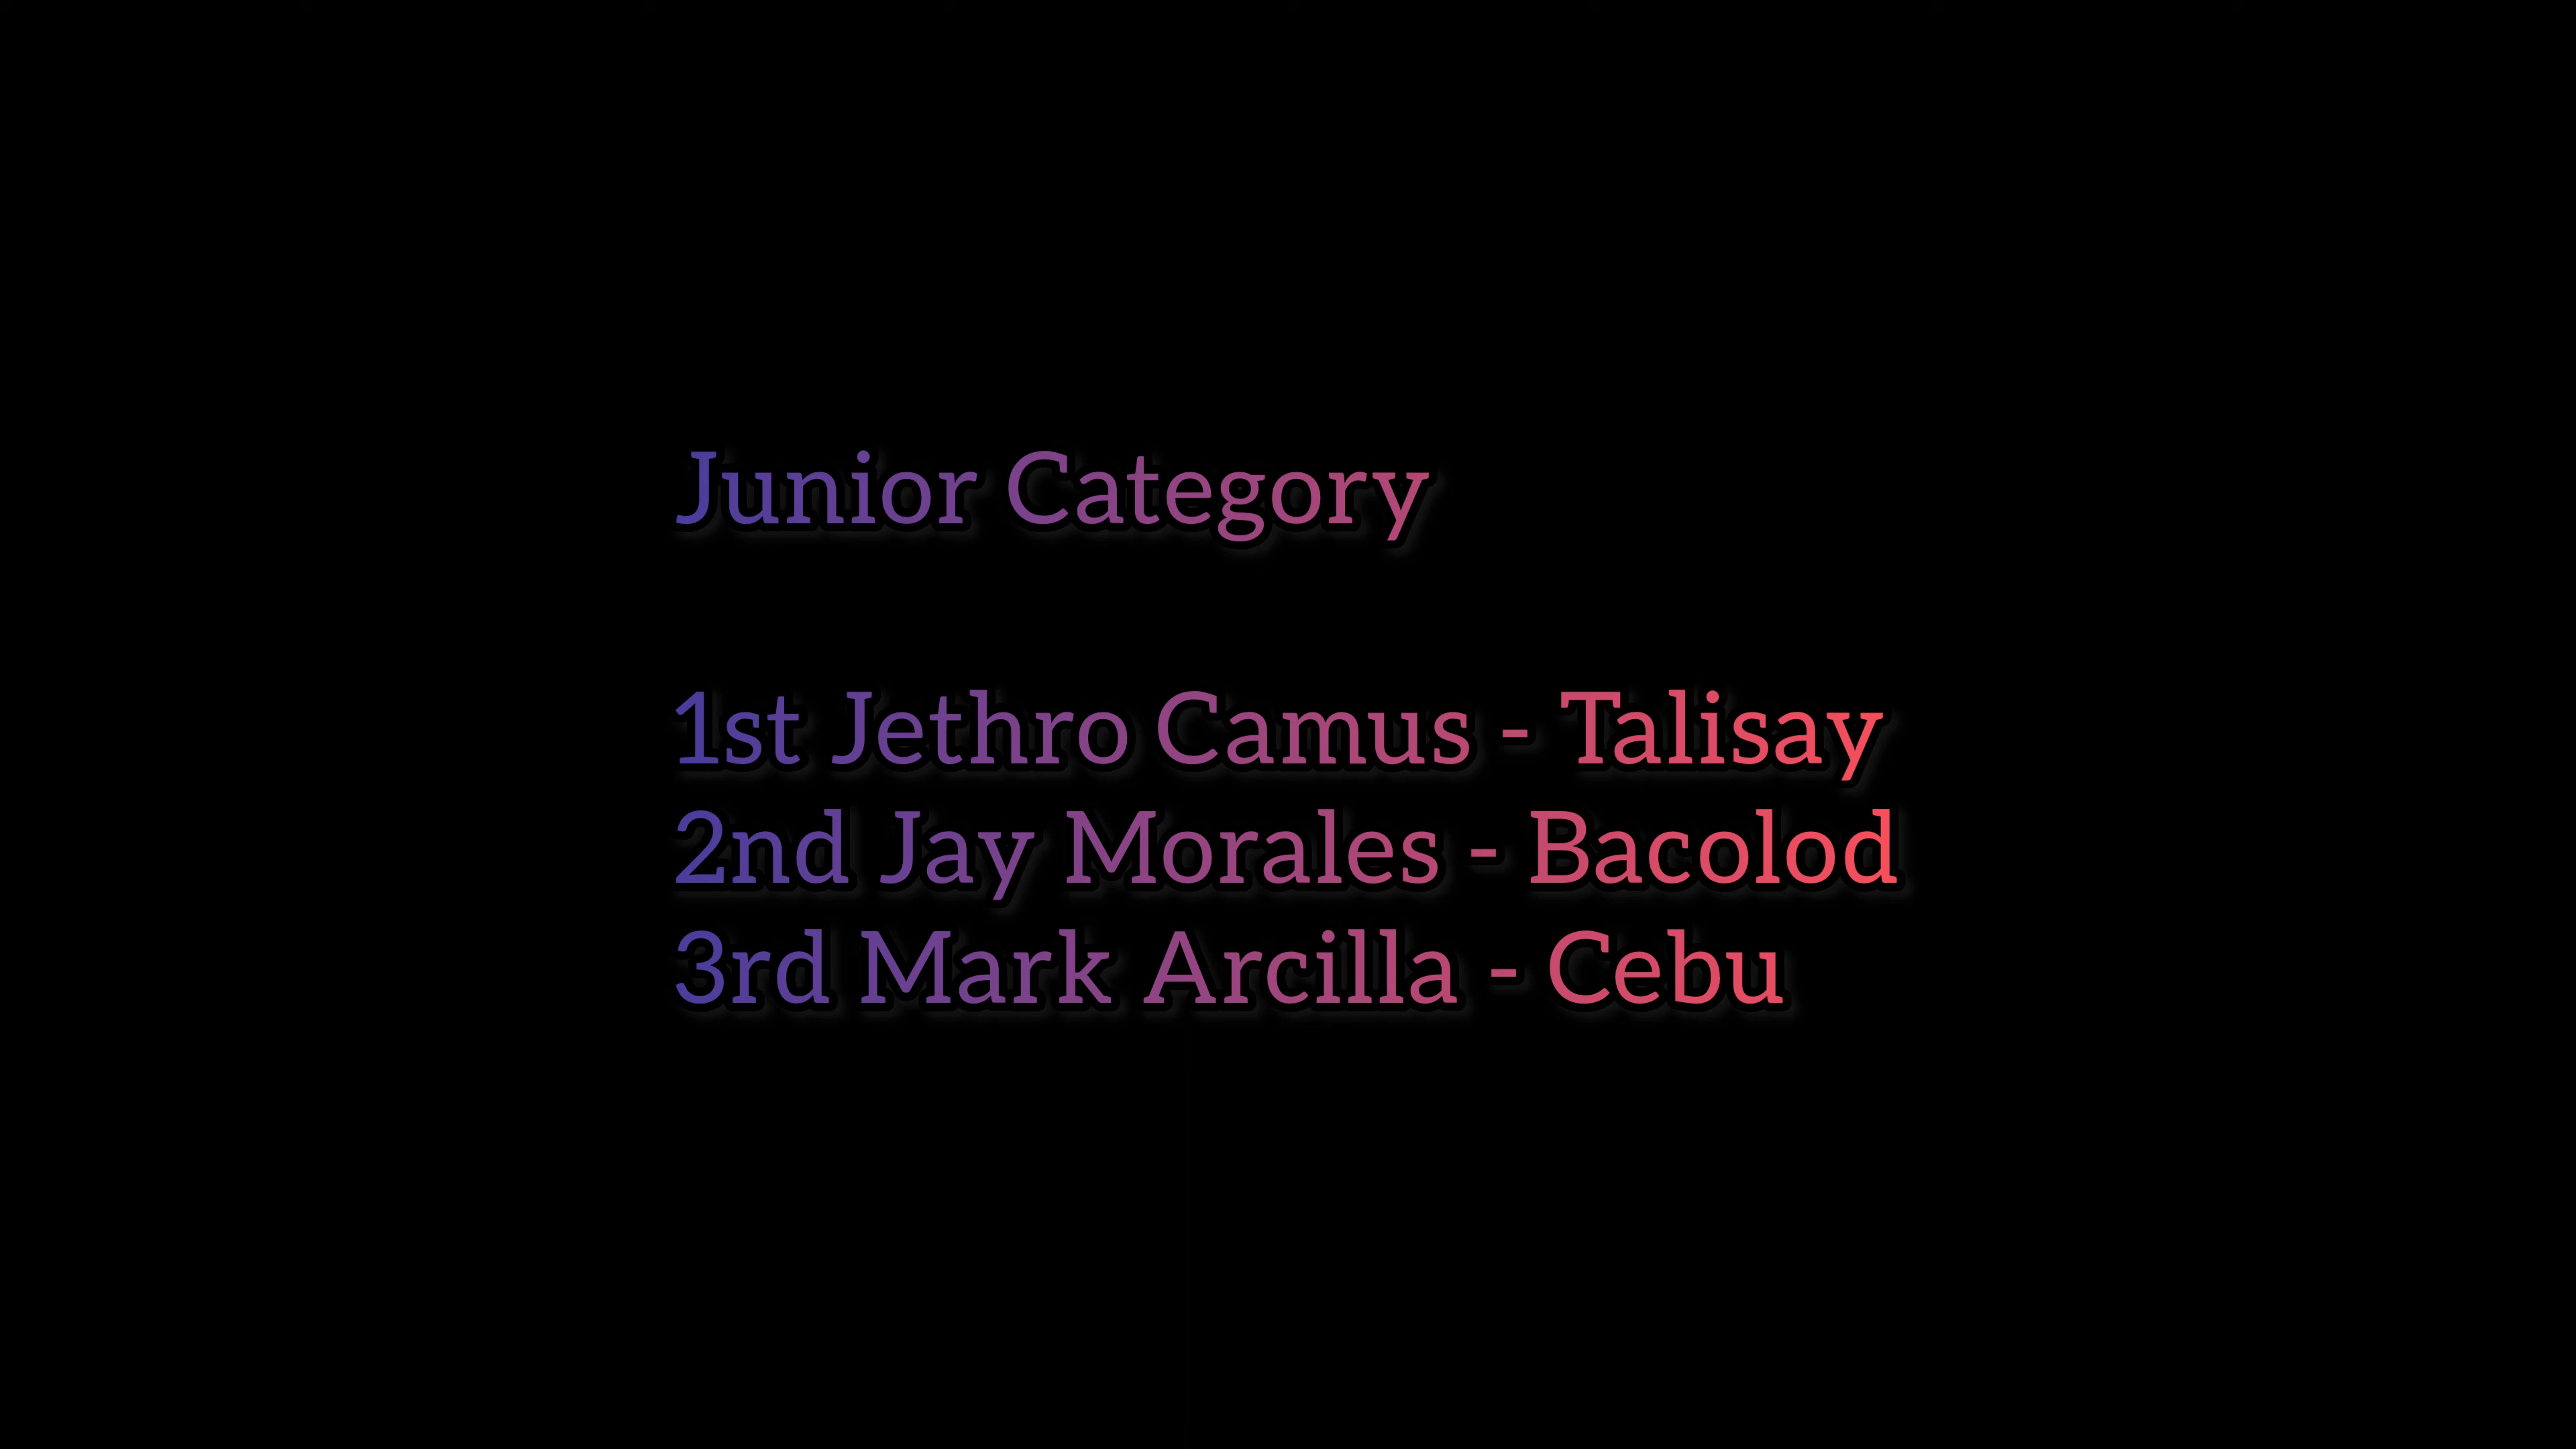 Junior Category
1st Jethro Camus - Talisay
2nd Jay Morales - Bacolod
3rd Mark Arcilla - Cebu